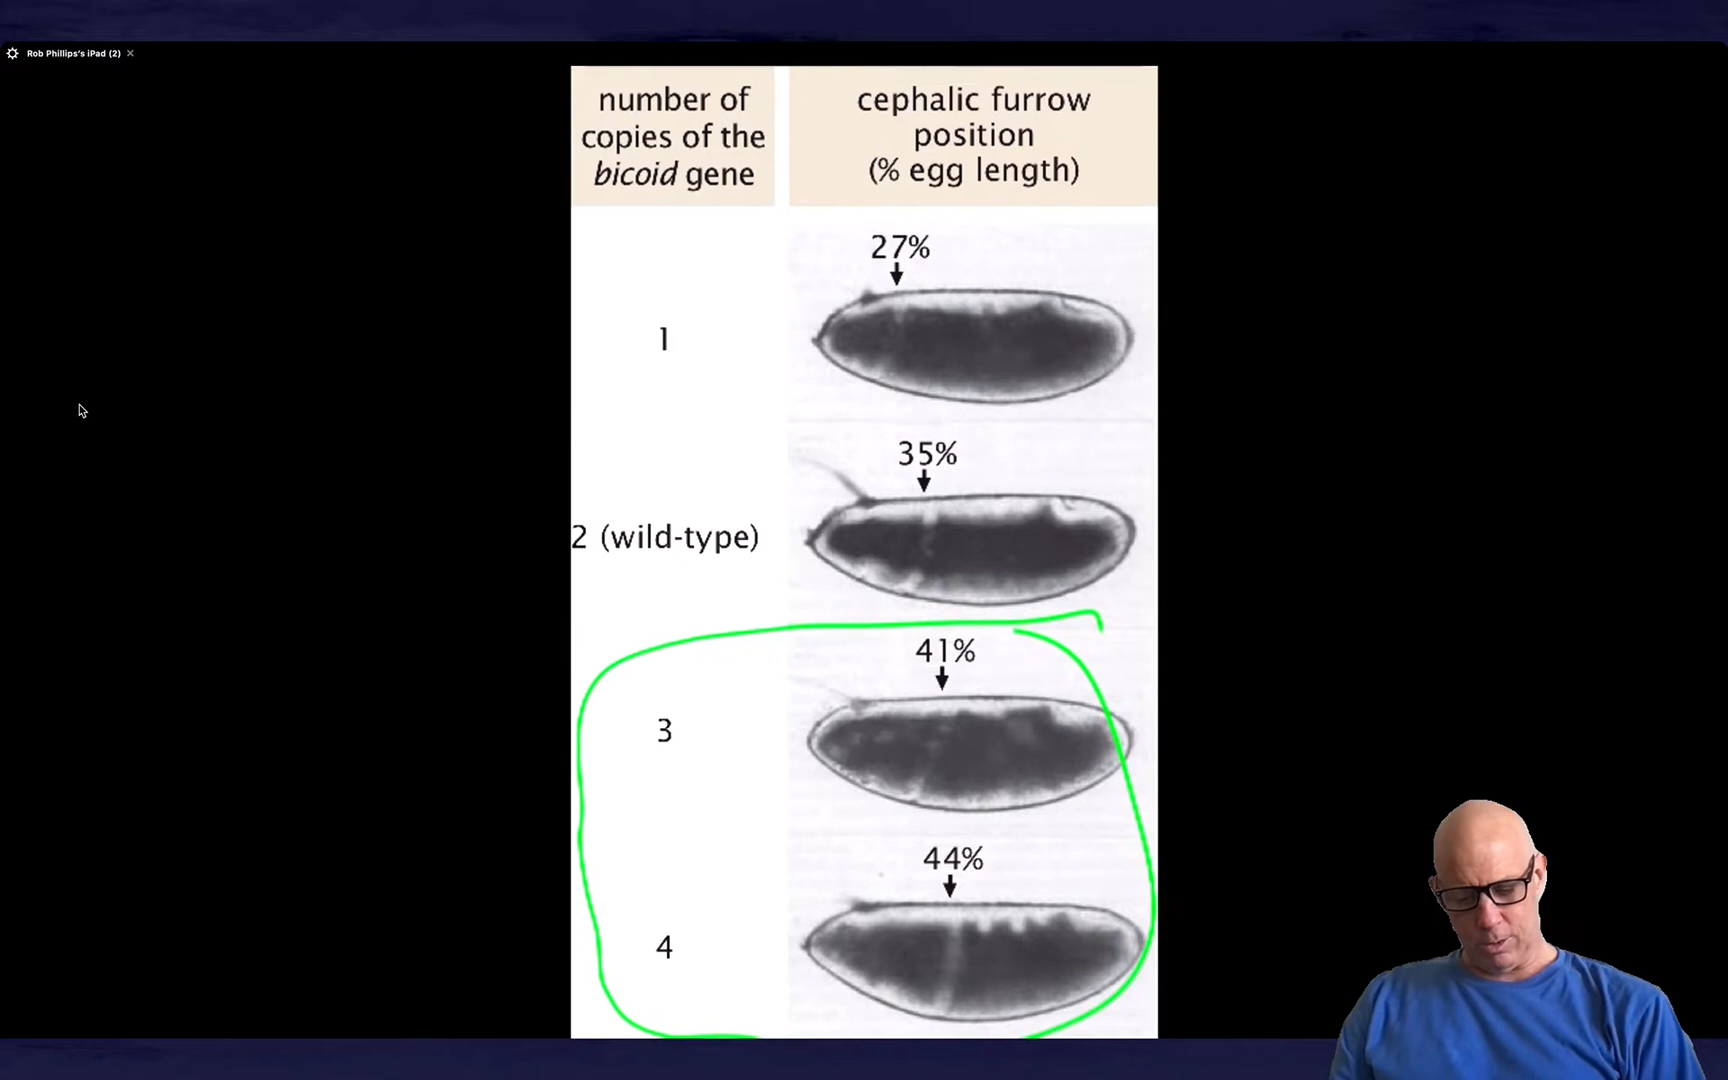 Rob Phillips's iPad (2) ×
number of
copies of the
bicoid gene
cephalic furrow
position
(% egg length)
27%
1
35%
2 (wild-type)
41%
3
44%
4